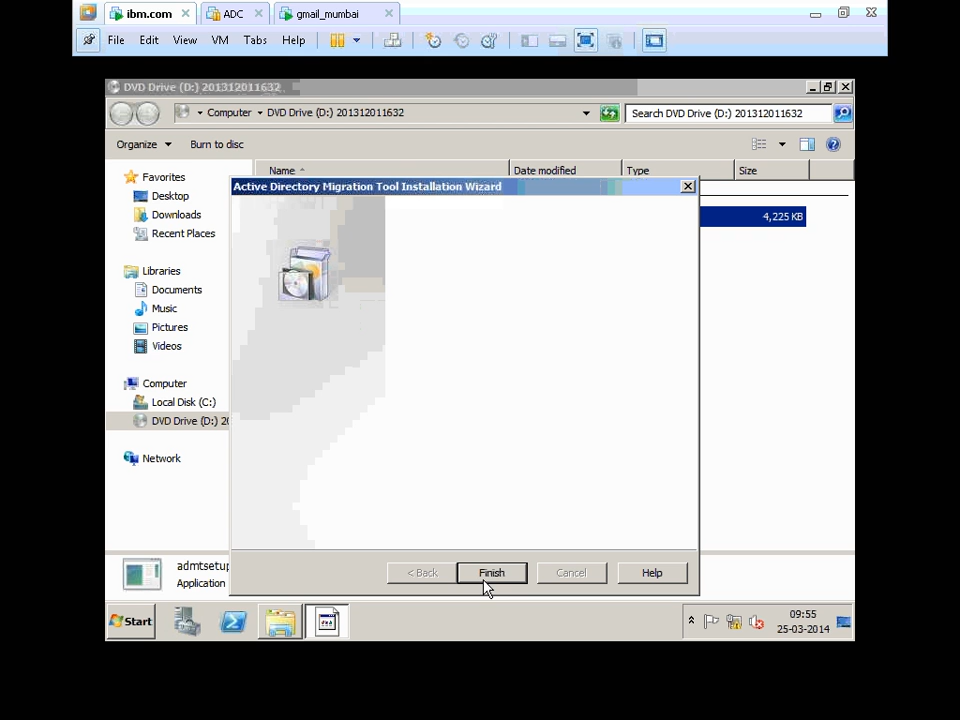 ibm.com ADC gmail_mumbai
File Edit View VM Tabs Help
DVD Drive (D:) 201312011632
Computer DVD Drive (D:) 201312011632 Search DVD Drive (D:) 201312011632
Organize Burn to disc
Name Date modified Type Size
Favorites
Desktop
Downloads
Recent Places
Libraries
Documents
Music
Pictures
Videos
Computer
Local Disk (C:)
DVD Drive (D:) 20
Network
4,225 KB
Active Directory Migration Tool Installation Wizard
< Back Finish Cancel Help
admtsetup
Application
Start
09:55
25-03-2014